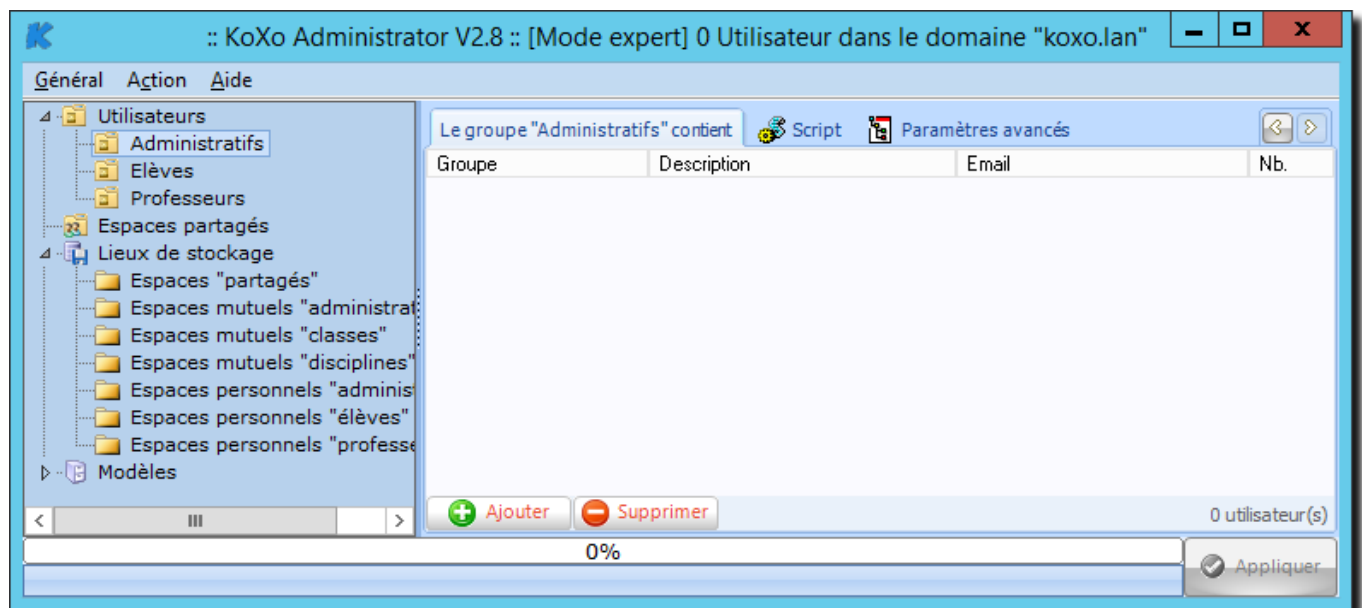 :: KoXo Administrator V2.8 :: [Mode expert] 0 Utilisateur dans le domaine "koxo.lan"
Général Action Aide
Utilisateurs
Administratifs
Elèves
Professeurs
Espaces partagés
Lieux de stockage
Espaces "partagés"
Espaces mutuels "administrat
Espaces mutuels "classes"
Espaces mutuels "disciplines"
Espaces personnels "adminis
Espaces personnels "élèves"
Espaces personnels "professe
Modèles
Le groupe "Administratifs" contient Script Paramètres avancés
Groupe Description Email Nb.
Ajouter Supprimer 0 utilisateur(s)
0%
Appliquer